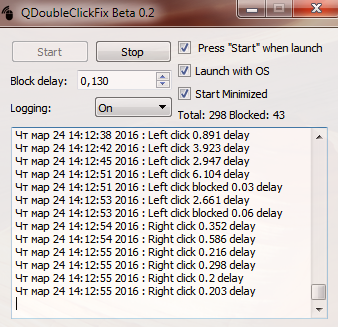 QDoubleClickFix Beta 0.2
Start
Stop
Press "Start" when launch
Block delay:
0,130
Launch with OS
Logging:
On
Start Minimized
Total: 298 Blocked: 43
Чт мар 24 14:12:38 2016 : Left click 0.891 delay
Чт мар 24 14:12:42 2016 : Left click 3.923 delay
Чт мар 24 14:12:45 2016 : Left click 2.947 delay
Чт мар 24 14:12:51 2016 : Left click 6.104 delay
Чт мар 24 14:12:51 2016 : Left click blocked 0.03 delay
Чт мар 24 14:12:53 2016 : Left click 2.661 delay
Чт мар 24 14:12:53 2016 : Left click blocked 0.06 delay
Чт мар 24 14:12:54 2016 : Right click 0.352 delay
Чт мар 24 14:12:54 2016 : Right click 0.586 delay
Чт мар 24 14:12:55 2016 : Right click 0.216 delay
Чт мар 24 14:12:55 2016 : Right click 0.298 delay
Чт мар 24 14:12:55 2016 : Right click 0.2 delay
Чт мар 24 14:12:55 2016 : Right click 0.203 delay